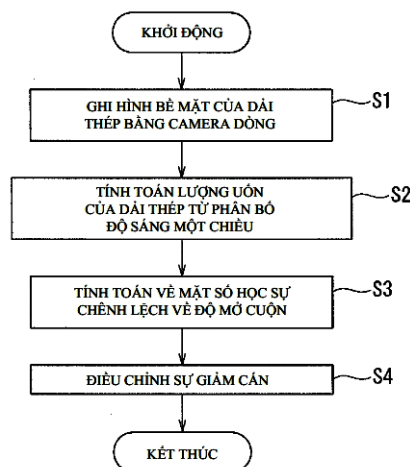 KHỞI ĐỘNG
GHI HÌNH BỀ MẶT CỦA DẢI
THÉP BẰNG CAMERA DÒNG
S1
TÍNH TOÁN LƯỢNG UỐN
CỦA DẢI THÉP TỪ PHÂN BỐ
ĐỘ SÁNG MỘT CHIỀU
S2
TÍNH TOÁN VỀ MẶT SỐ HỌC SỰ
CHÊNH LỆCH VỀ ĐỘ MỞ CUỘN
S3
ĐIỀU CHỈNH SỰ GIẢM CÁN
S4
KẾT THÚC